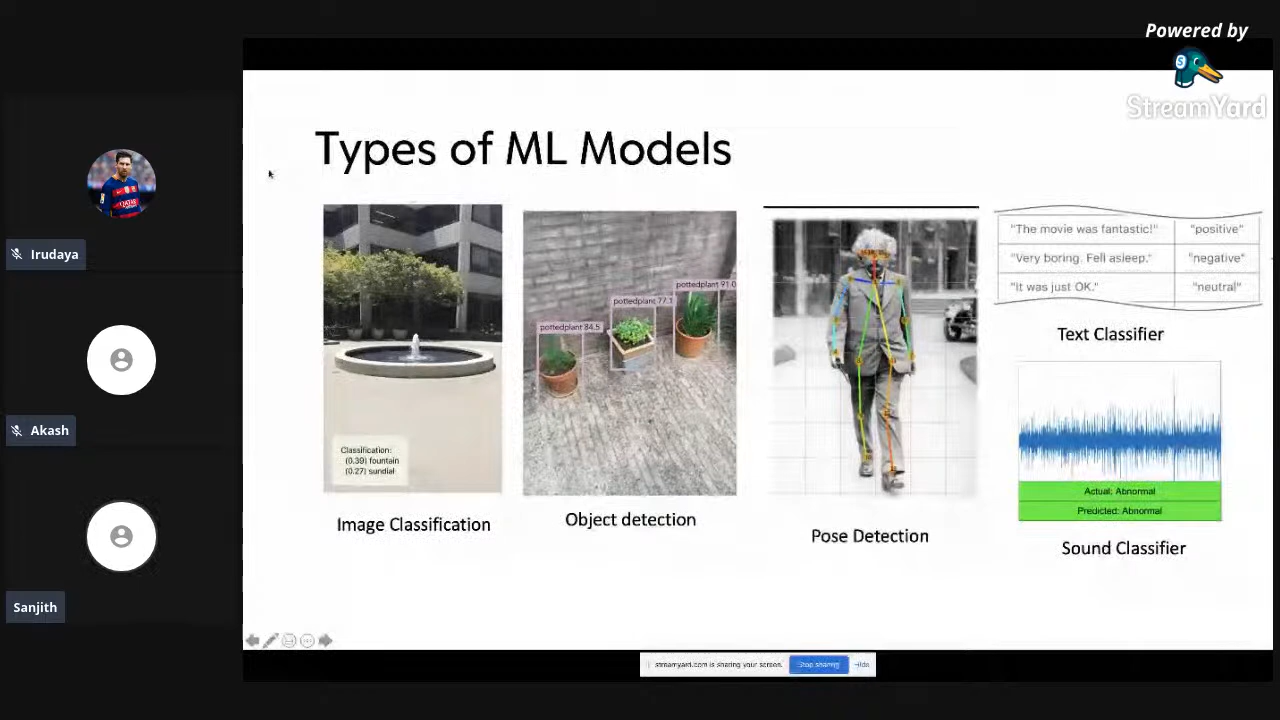 Powered by
StreamYard
Irudaya
Akash
Sanjith
Types of ML Models
Classification:
(0.39) fountain
(0.27) sundial
Image Classification
pottedplant 84.5
pottedplant 77.1
pottedplant 91.0
Object detection
Pose Detection
"The movie was fantastic!" "positive"
"Very boring. Fell asleep." "negative"
"It was just OK." "neutral"
Text Classifier
Actual: Abnormal
Predicted: Abnormal
Sound Classifier
streamyard.com is sharing your screen. Stop sharing Hide